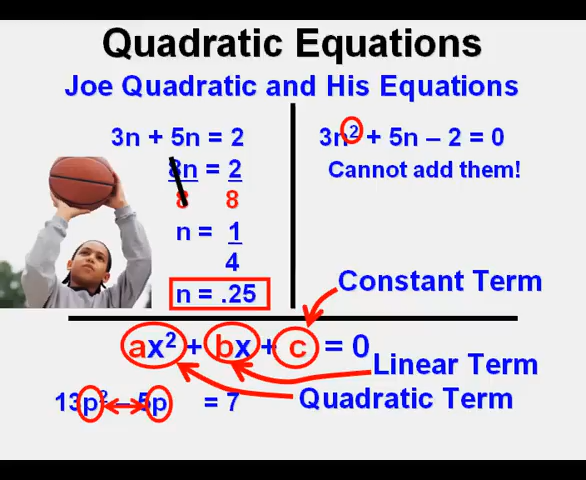 Quadratic Equations
Joe Quadratic and His Equations
3n + 5n = 2
8n = 2
8 8
n = 1
4
n = .25
3n² + 5n – 2 = 0
Cannot add them!
Constant Term
ax² + bx + c = 0
Linear Term
Quadratic Term
13p² – 5p = 7